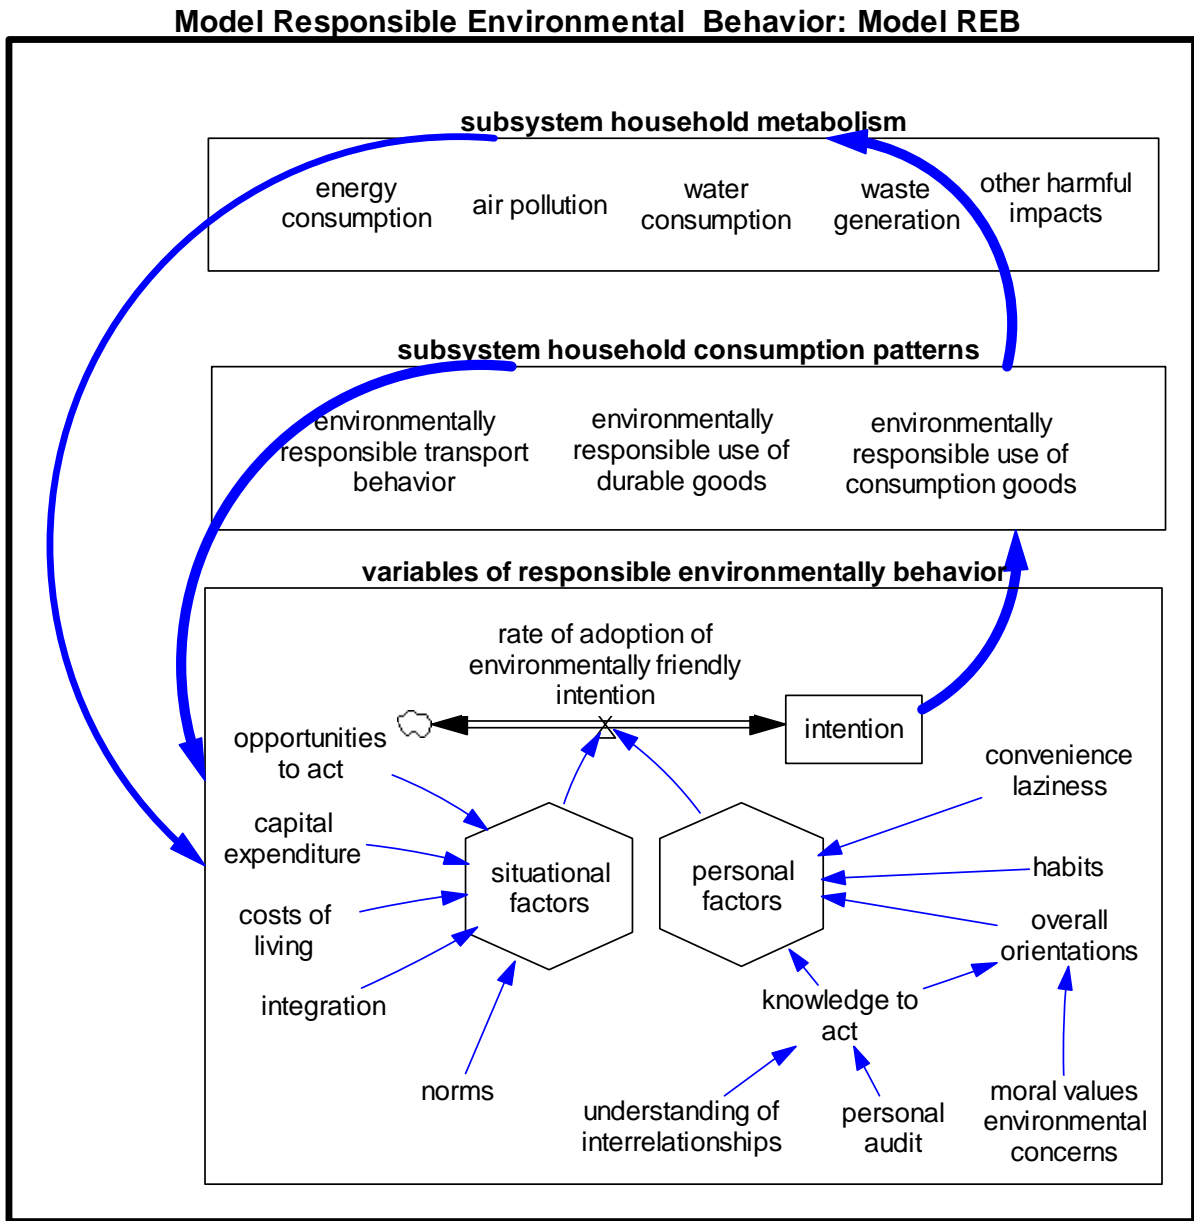 Model Responsible Environmental  Behavior: Model REB
subsystem household metabolism
energy
consumption
air pollution
water
consumption
waste
generation
other harmful
impacts
subsystem household consumption patterns
environmentally
responsible transport
behavior
environmentally
responsible use of
durable goods
environmentally
responsible use of
consumption goods
variables of responsible environmentally behavior
rate of adoption of
environmentally friendly
intention
intention
opportunities
to act
capital
expenditure
costs of
living
integration
norms
situational
factors
personal
factors
convenience
laziness
habits
overall
orientations
knowledge to
act
understanding of
interrelationships
personal
audit
moral values
environmental
concerns